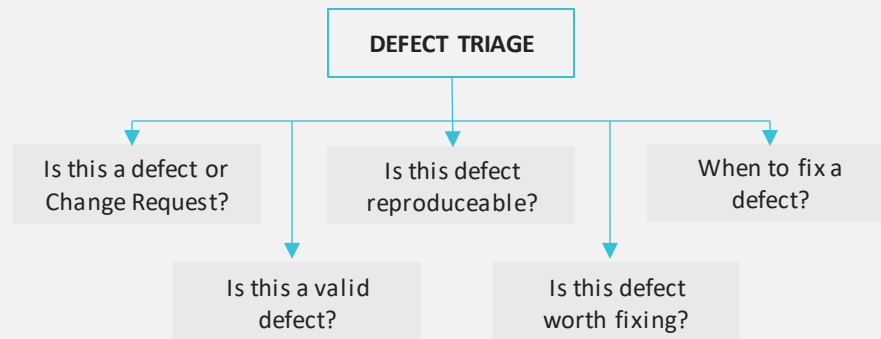 DEFECT TRIAGE
Is this a defect or
Change Request?
Is this defect
reproduceable?
When to fix a
defect?
Is this a valid
defect?
Is this defect
worth fixing?